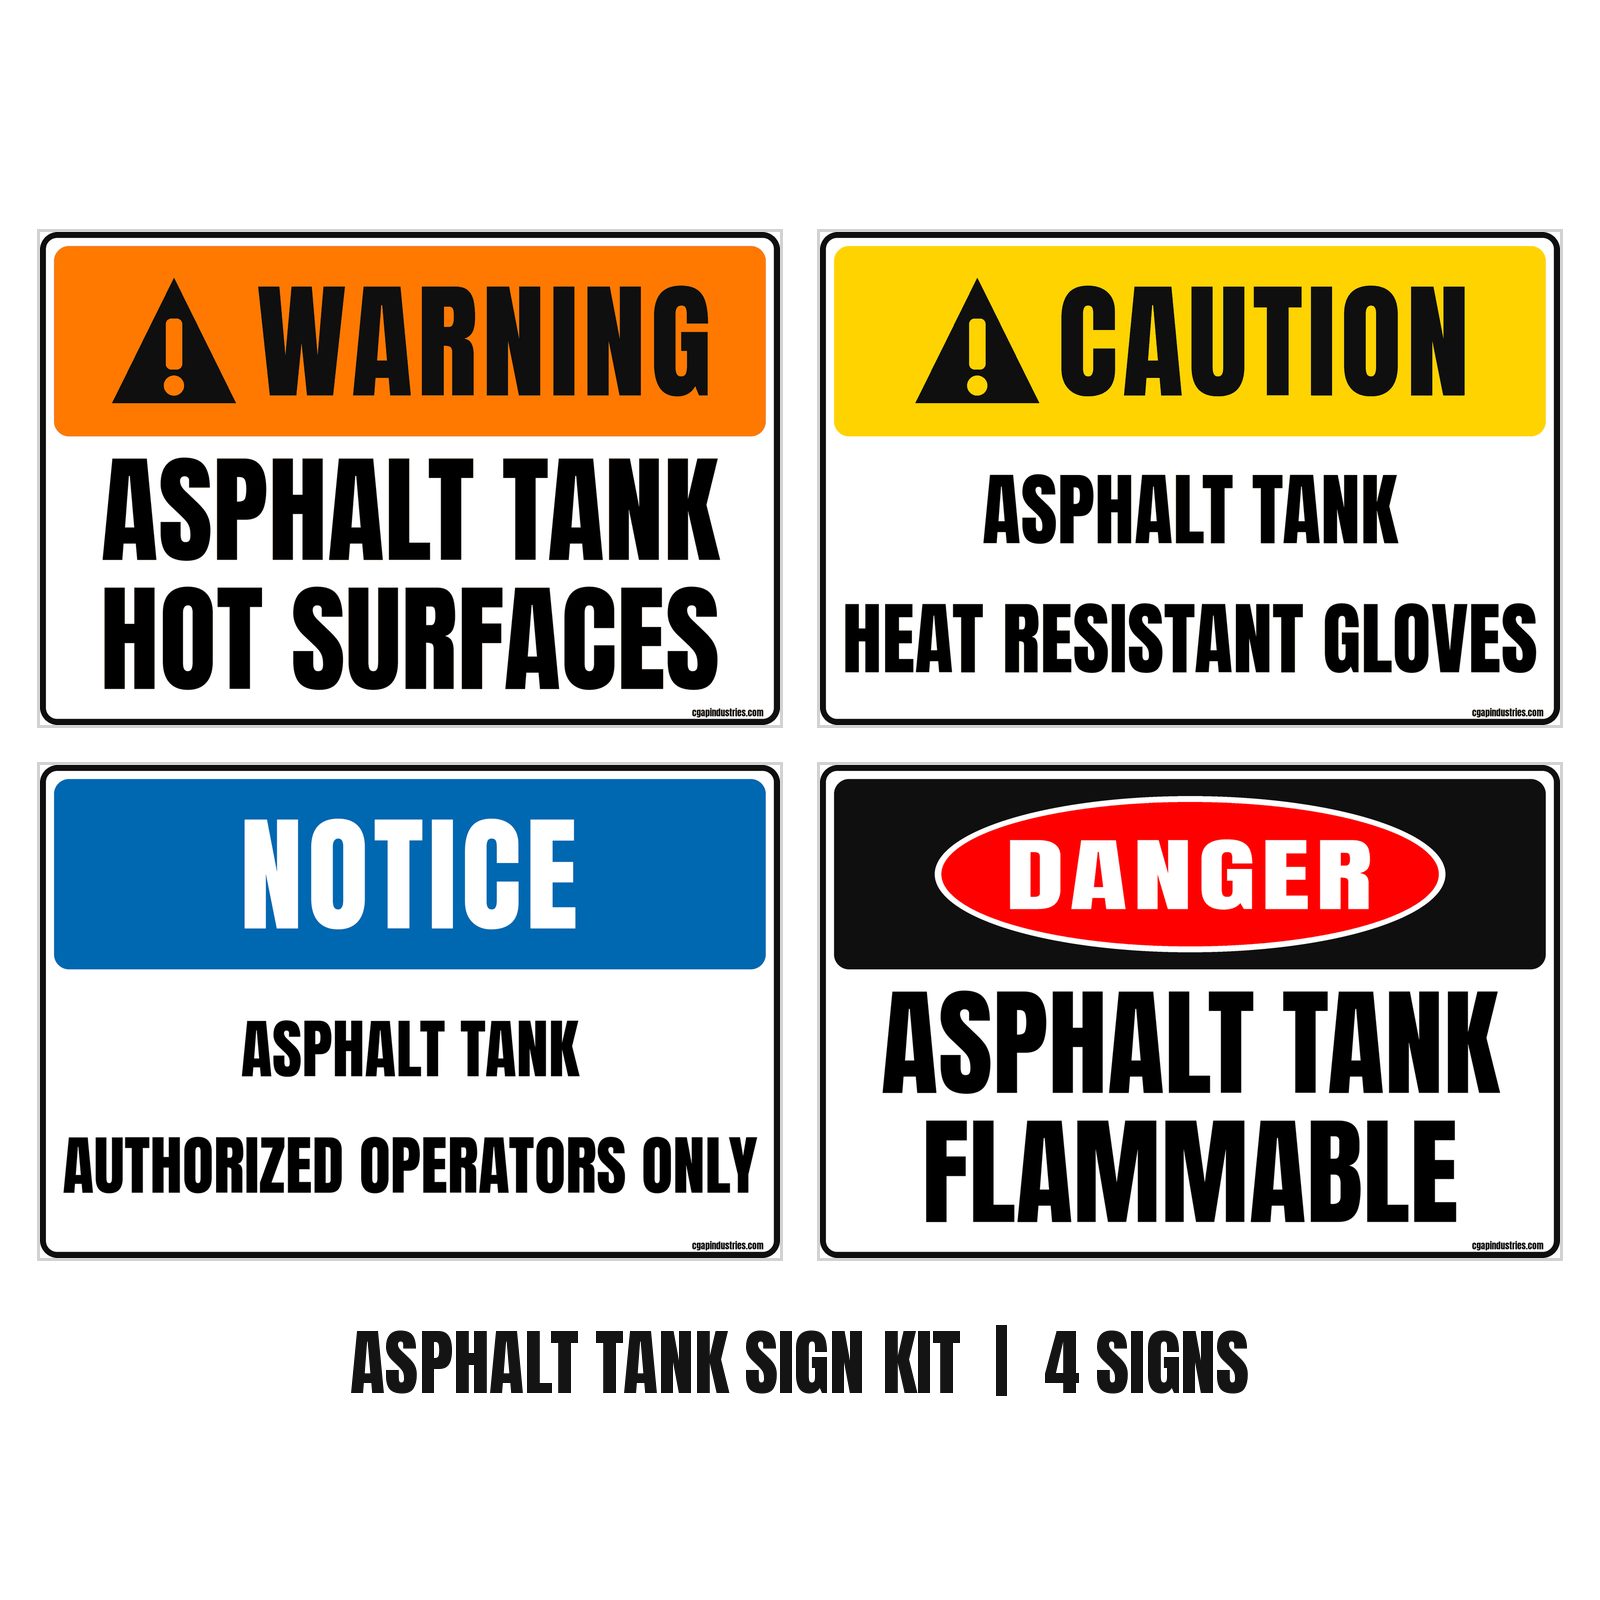 WARNING
ASPHALT TANK
HOT SURFACES
cgapindustries.com
CAUTION
ASPHALT TANK
HEAT RESISTANT GLOVES
cgapindustries.com
NOTICE
ASPHALT TANK
AUTHORIZED OPERATORS ONLY
cgapindustries.com
DANGER
ASPHALT TANK
FLAMMABLE
cgapindustries.com
ASPHALT TANK SIGN KIT | 4 SIGNS